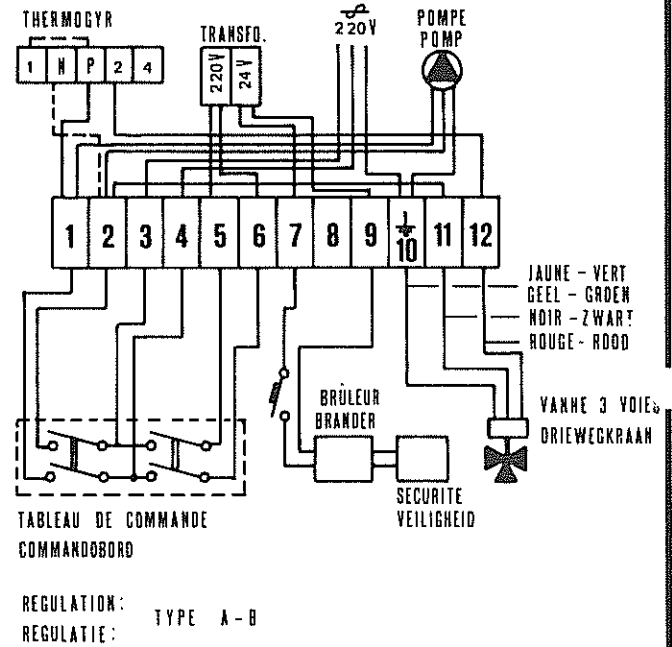 THERMOGYR
1 N P 2 4
TRANSFO.
220V
24V
220V
POMPE
POMP
1 2 3 4 5 6 7 8 9 10 11 12
JAUNE - VERT
GEEL - GROEN
NOIR - ZWART
ROUGE - ROOD
BRÛLEUR
BRANDER
SECURITE
VEILIGHEID
VANNE 3 VOIES
DRIEWEGKRAAN
TABLEAU DE COMMANDE
COMMANDOBORD
REGULATION:
REGULATIE:
TYPE A - B